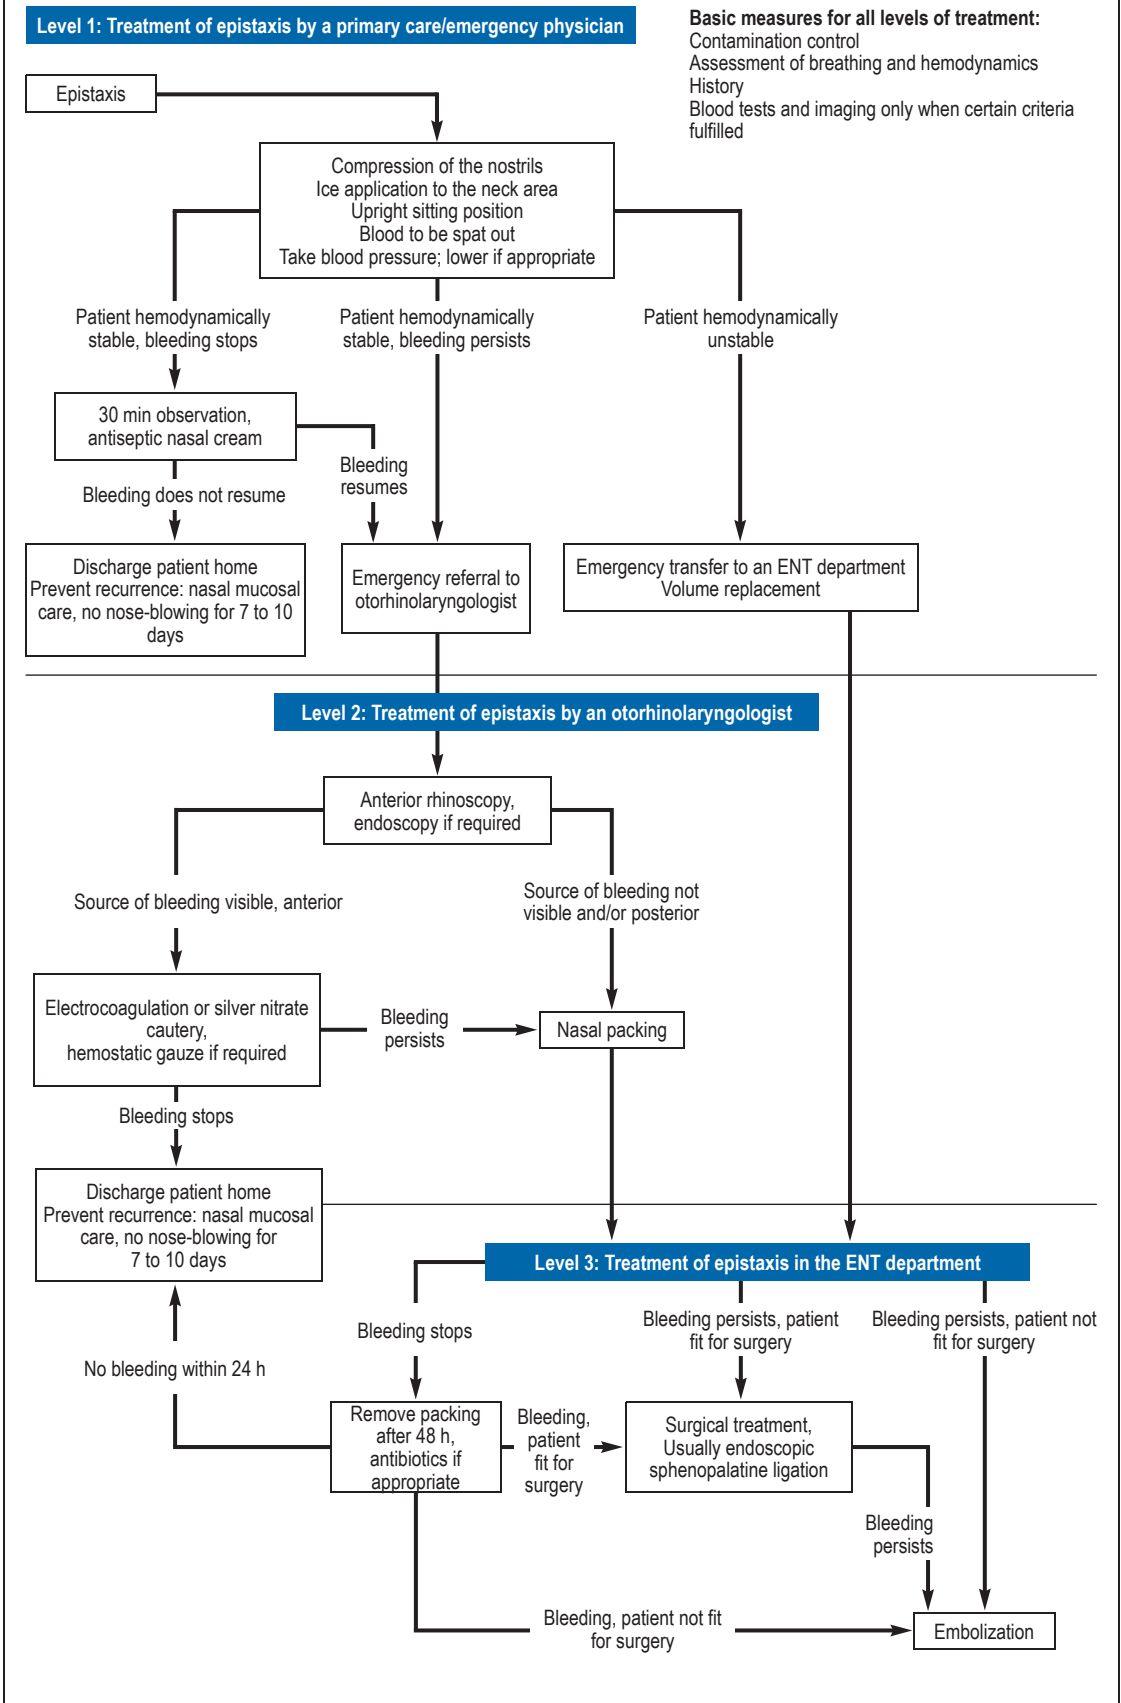 Level 1: Treatment of epistaxis by a primary care/emergency physician
Basic measures for all levels of treatment:
Contamination control
Assessment of breathing and hemodynamics
History
Blood tests and imaging only when certain criteria
fulfilled
Epistaxis
Compression of the nostrils
Ice application to the neck area
Upright sitting position
Blood to be spat out
Take blood pressure; lower if appropriate
Patient hemodynamically
stable, bleeding stops
Patient hemodynamically
stable, bleeding persists
Patient hemodynamically
unstable
30 min observation,
antiseptic nasal cream
Bleeding
resumes
Bleeding does not resume
Discharge patient home
Prevent recurrence: nasal mucosal
care, no nose-blowing for 7 to 10
days
Emergency referral to
otorhinolaryngologist
Emergency transfer to an ENT department
Volume replacement
Level 2: Treatment of epistaxis by an otorhinolaryngologist
Anterior rhinoscopy,
endoscopy if required
Source of bleeding visible, anterior
Source of bleeding not
visible and/or posterior
Electrocoagulation or silver nitrate
cautery,
hemostatic gauze if required
Bleeding
persists
Nasal packing
Bleeding stops
Discharge patient home
Prevent recurrence: nasal mucosal
care, no nose-blowing for
7 to 10 days
Level 3: Treatment of epistaxis in the ENT department
Bleeding stops
Bleeding persists, patient
fit for surgery
Bleeding persists, patient not
fit for surgery
No bleeding within 24 h
Remove packing
after 48 h,
antibiotics if
appropriate
Bleeding,
patient
fit for
surgery
Surgical treatment,
Usually endoscopic
sphenopalatine ligation
Bleeding
persists
Bleeding, patient not fit
for surgery
Embolization